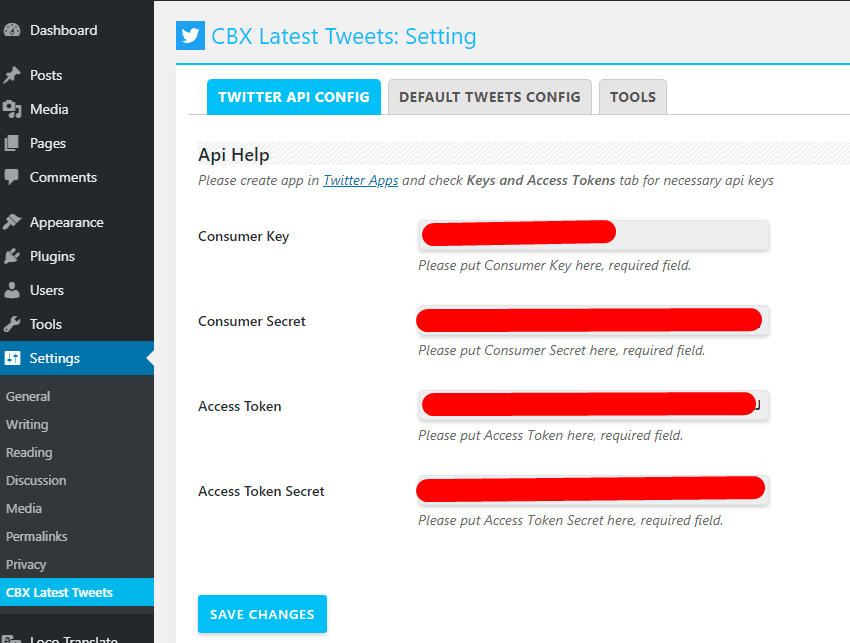 Dashboard
Posts
Media
Pages
Comments
Appearance
Plugins
Users
Tools
Settings
General
Writing
Reading
Discussion
Media
Permalinks
Privacy
CBX Latest Tweets
Loco Translate
CBX Latest Tweets: Setting
TWITTER API CONFIG
DEFAULT TWEETS CONFIG
TOOLS
Api Help
Please create app in Twitter Apps and check Keys and Access Tokens tab for necessary api keys
Consumer Key
Please put Consumer Key here, required field.
Consumer Secret
Please put Consumer Secret here, required field.
Access Token
Please put Access Token here, required field.
Access Token Secret
Please put Access Token Secret here, required field.
SAVE CHANGES